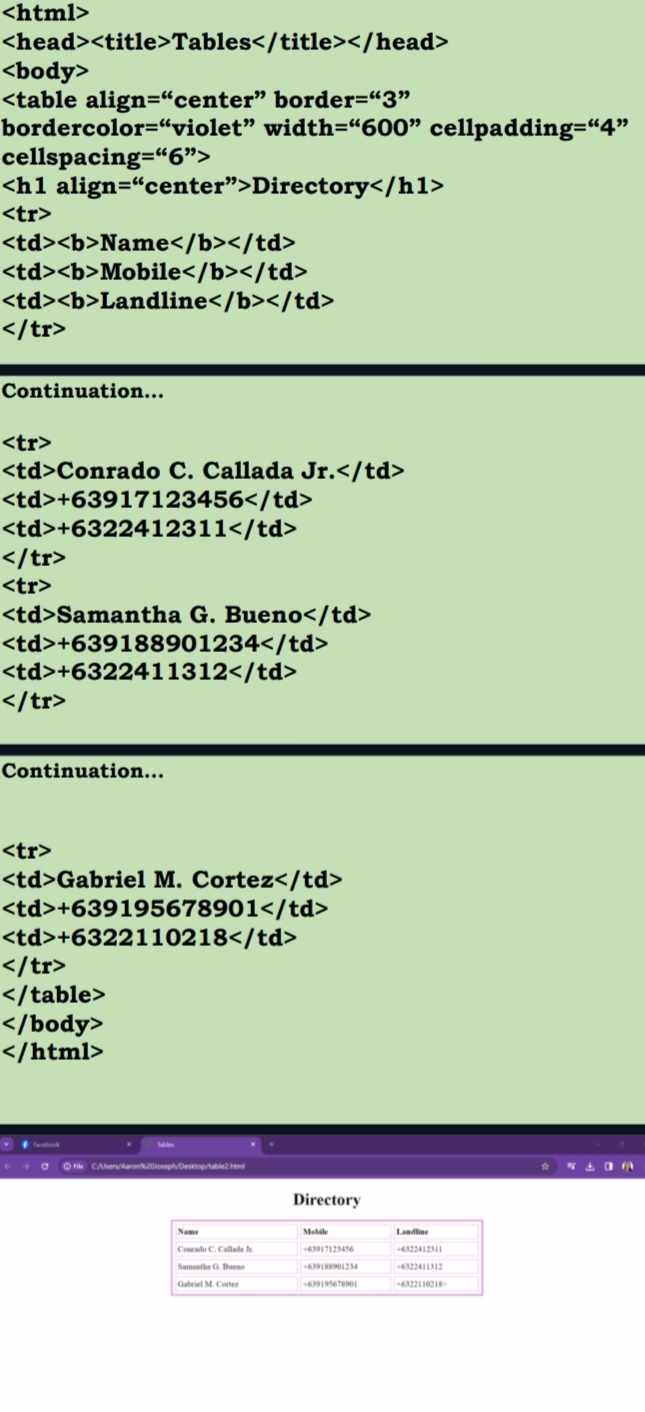 <html>
<head><title>Tables</title></head>
<body>
<table align=“center” border=“3”
bordercolor=“violet” width=“600” cellpadding=“4”
cellspacing=“6”>
<h1 align=“center”>Directory</h1>
<tr>
<td><b>Name</b></td>
<td><b>Mobile</b></td>
<td><b>Landline</b></td>
</tr>
Continuation...
<tr>
<td>Conrado C. Callada Jr.</td>
<td>+63917123456</td>
<td>+6322412311</td>
</tr>
<tr>
<td>Samantha G. Bueno</td>
<td>+639188901234</td>
<td>+6322411312</td>
</tr>
Continuation...
<tr>
<td>Gabriel M. Cortez</td>
<td>+639195678901</td>
<td>+6322110218</td>
</tr>
</table>
</body>
</html>
Facebook Tables
File C:/Users/Aaron%20Joseph/Desktop/table2.html
Directory
Name Mobile Landline
Conrado C. Callada Jr. +63917123456 +6322412311
Samantha G. Bueno +639188901234 +6322411312
Gabriel M. Cortez +639195678901 +6322110218>